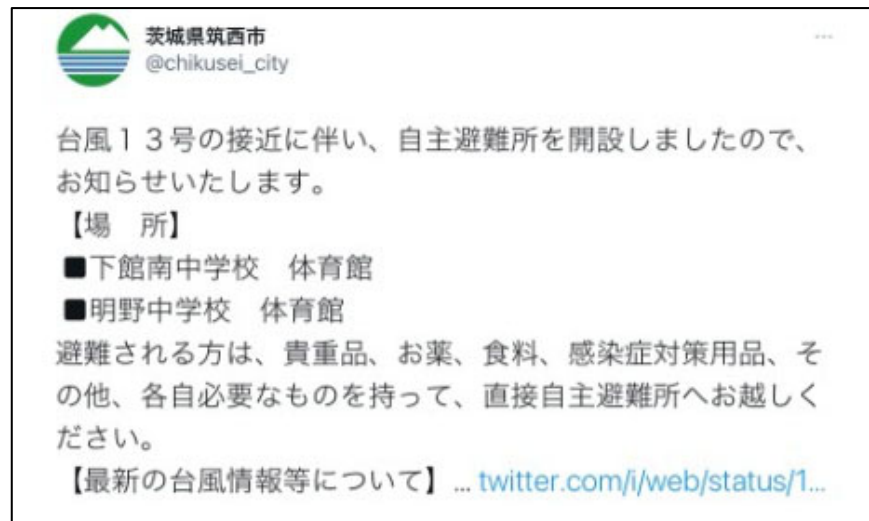 茨城県筑西市
@chikusei_city
台風１３号の接近に伴い、自主避難所を開設しましたので、
お知らせいたします。
【場　所】
■下館南中学校　体育館
■明野中学校　体育館
避難される方は、貴重品、お薬、食料、感染症対策用品、そ
の他、各自必要なものを持って、直接自主避難所へお越しく
ださい。
【最新の台風情報等について】... twitter.com/i/web/status/1...